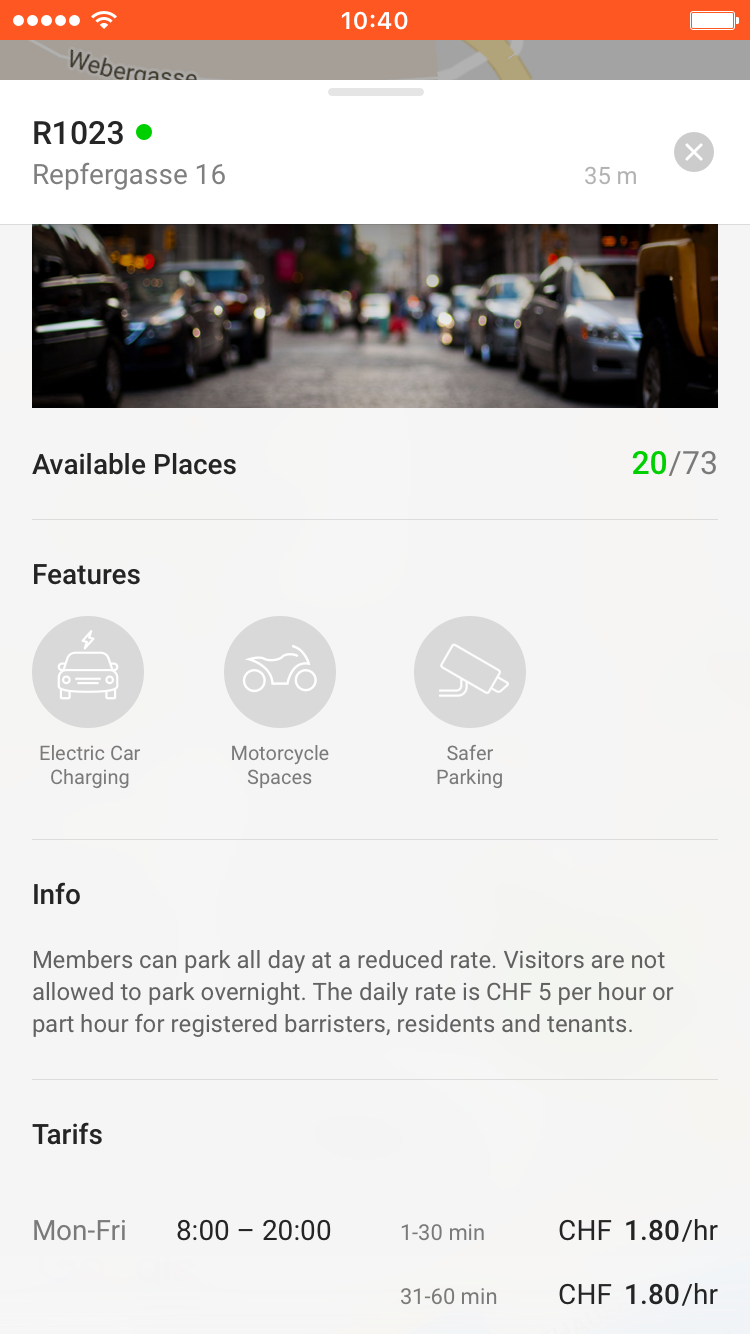 10:40
Webergasse
R1023
Repfergasse 16
35 m
Available Places
20/73
Features
Electric Car
Charging
Motorcycle
Spaces
Safer
Parking
Info
Members can park all day at a reduced rate. Visitors are not
allowed to park overnight. The daily rate is CHF 5 per hour or
part hour for registered barristers, residents and tenants.
Tarifs
Mon-Fri 8:00 – 20:00 1-30 min CHF 1.80/hr
31-60 min CHF 1.80/hr